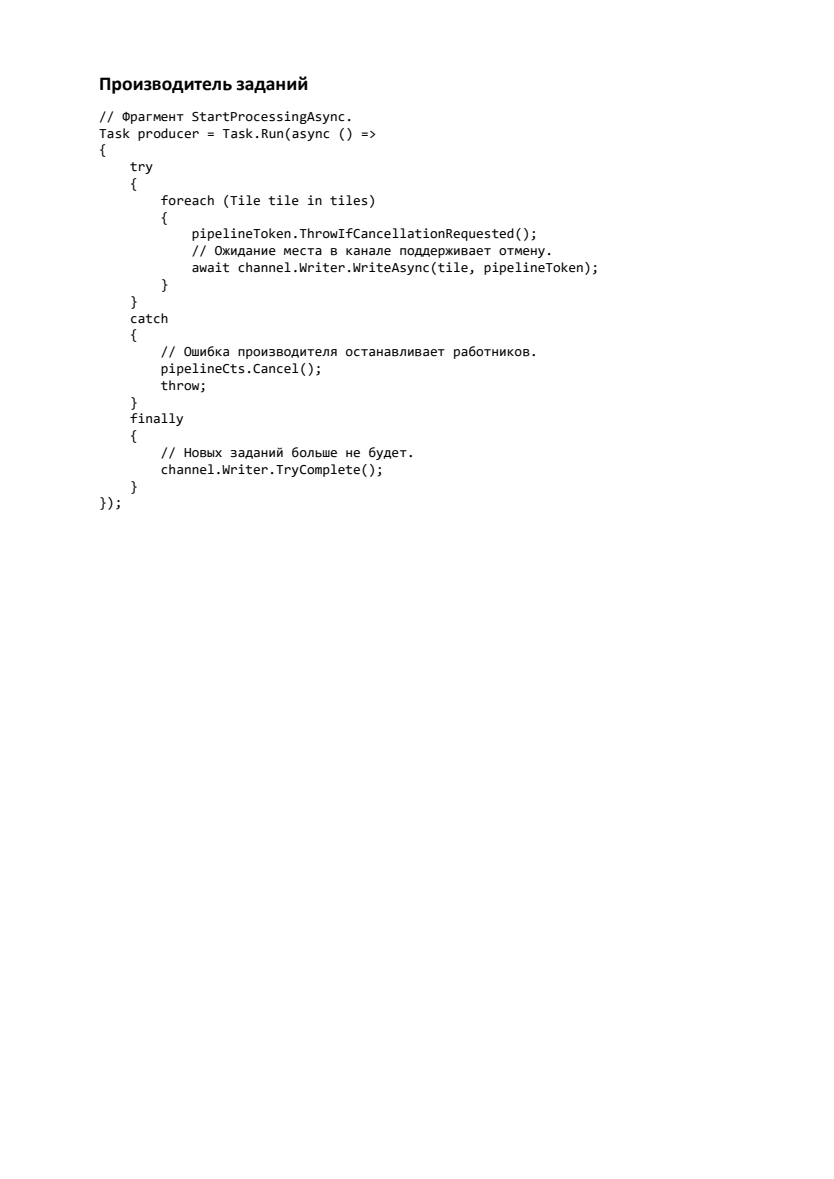 Производитель заданий
// Фрагмент StartProcessingAsync.
Task producer = Task.Run(async () =>
{
    try
    {
        foreach (Tile tile in tiles)
        {
            pipelineToken.ThrowIfCancellationRequested();
            // Ожидание места в канале поддерживает отмену.
            await channel.Writer.WriteAsync(tile, pipelineToken);
        }
    }
    catch
    {
        // Ошибка производителя останавливает работников.
        pipelineCts.Cancel();
        throw;
    }
    finally
    {
        // Новых заданий больше не будет.
        channel.Writer.TryComplete();
    }
});